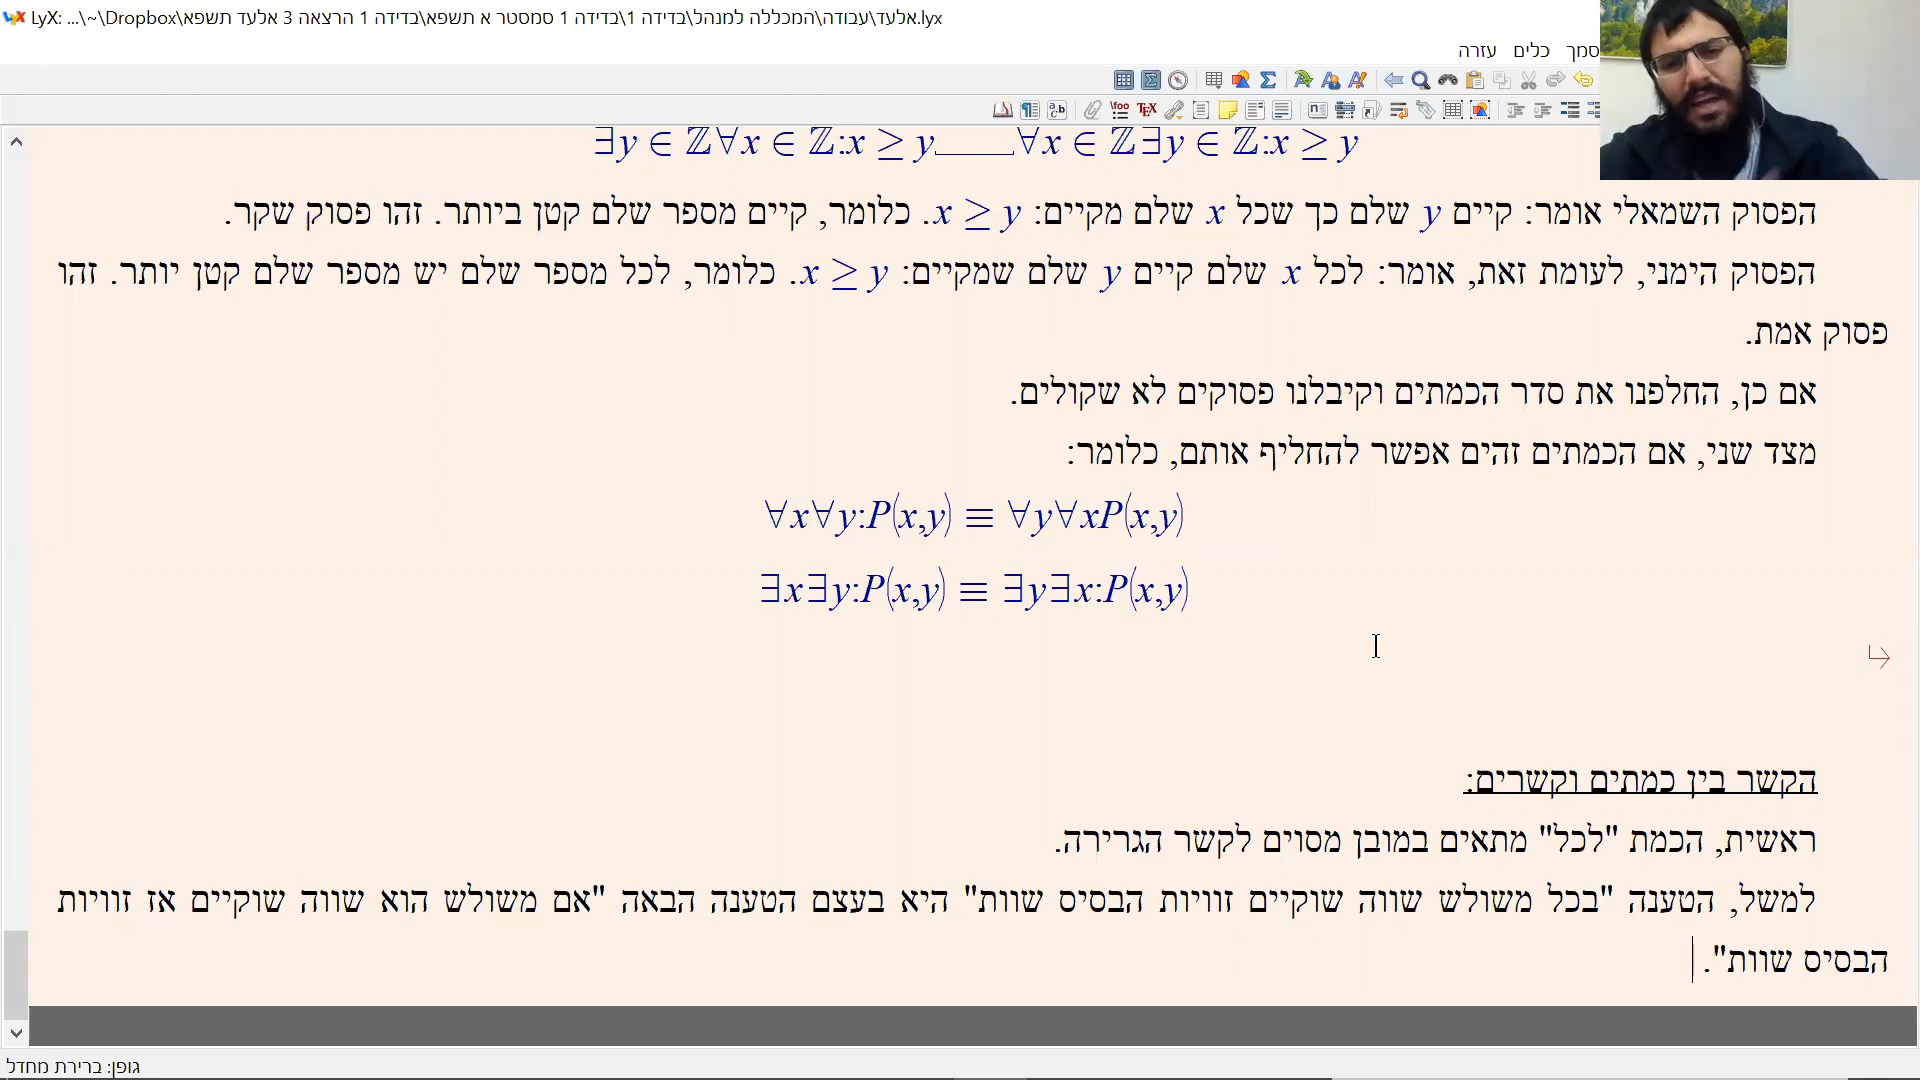 LyX: ...\~\Dropbox\אלעד\עבודה\המכללה למנהל\בדידה 1\בדידה 1 סמסטר א תשפא\בדידה 1 הרצאה 3 אלעד תשפא.lyx
סמך כלים עזרה
∃y ∈ ℤ∀x ∈ ℤ:x ≥ y_____∀x ∈ ℤ∃y ∈ ℤ:x ≥ y
הפסוק השמאלי אומר: קיים y שלם כך שכל x שלם מקיים: x ≥ y. כלומר, קיים מספר שלם קטן ביותר. זהו פסוק שקר.
הפסוק הימני, לעומת זאת, אומר: לכל x שלם קיים y שלם שמקיים: x ≥ y. כלומר, לכל מספר שלם יש מספר שלם קטן יותר. זהו
פסוק אמת.
אם כן, החלפנו את סדר הכמתים וקיבלנו פסוקים לא שקולים.
מצד שני, אם הכמתים זהים אפשר להחליף אותם, כלומר:
∀x∀y:P(x,y) ≡ ∀y∀xP(x,y)
∃x∃y:P(x,y) ≡ ∃y∃x:P(x,y)
הקשר בין כמתים וקשרים:
ראשית, הכמת "לכל" מתאים במובן מסוים לקשר הגרירה.
למשל, הטענה "בכל משולש שווה שוקיים זוויות הבסיס שוות" היא בעצם הטענה הבאה "אם משולש הוא שווה שוקיים אז זוויות
הבסיס שוות".
גופן: ברירת מחדל